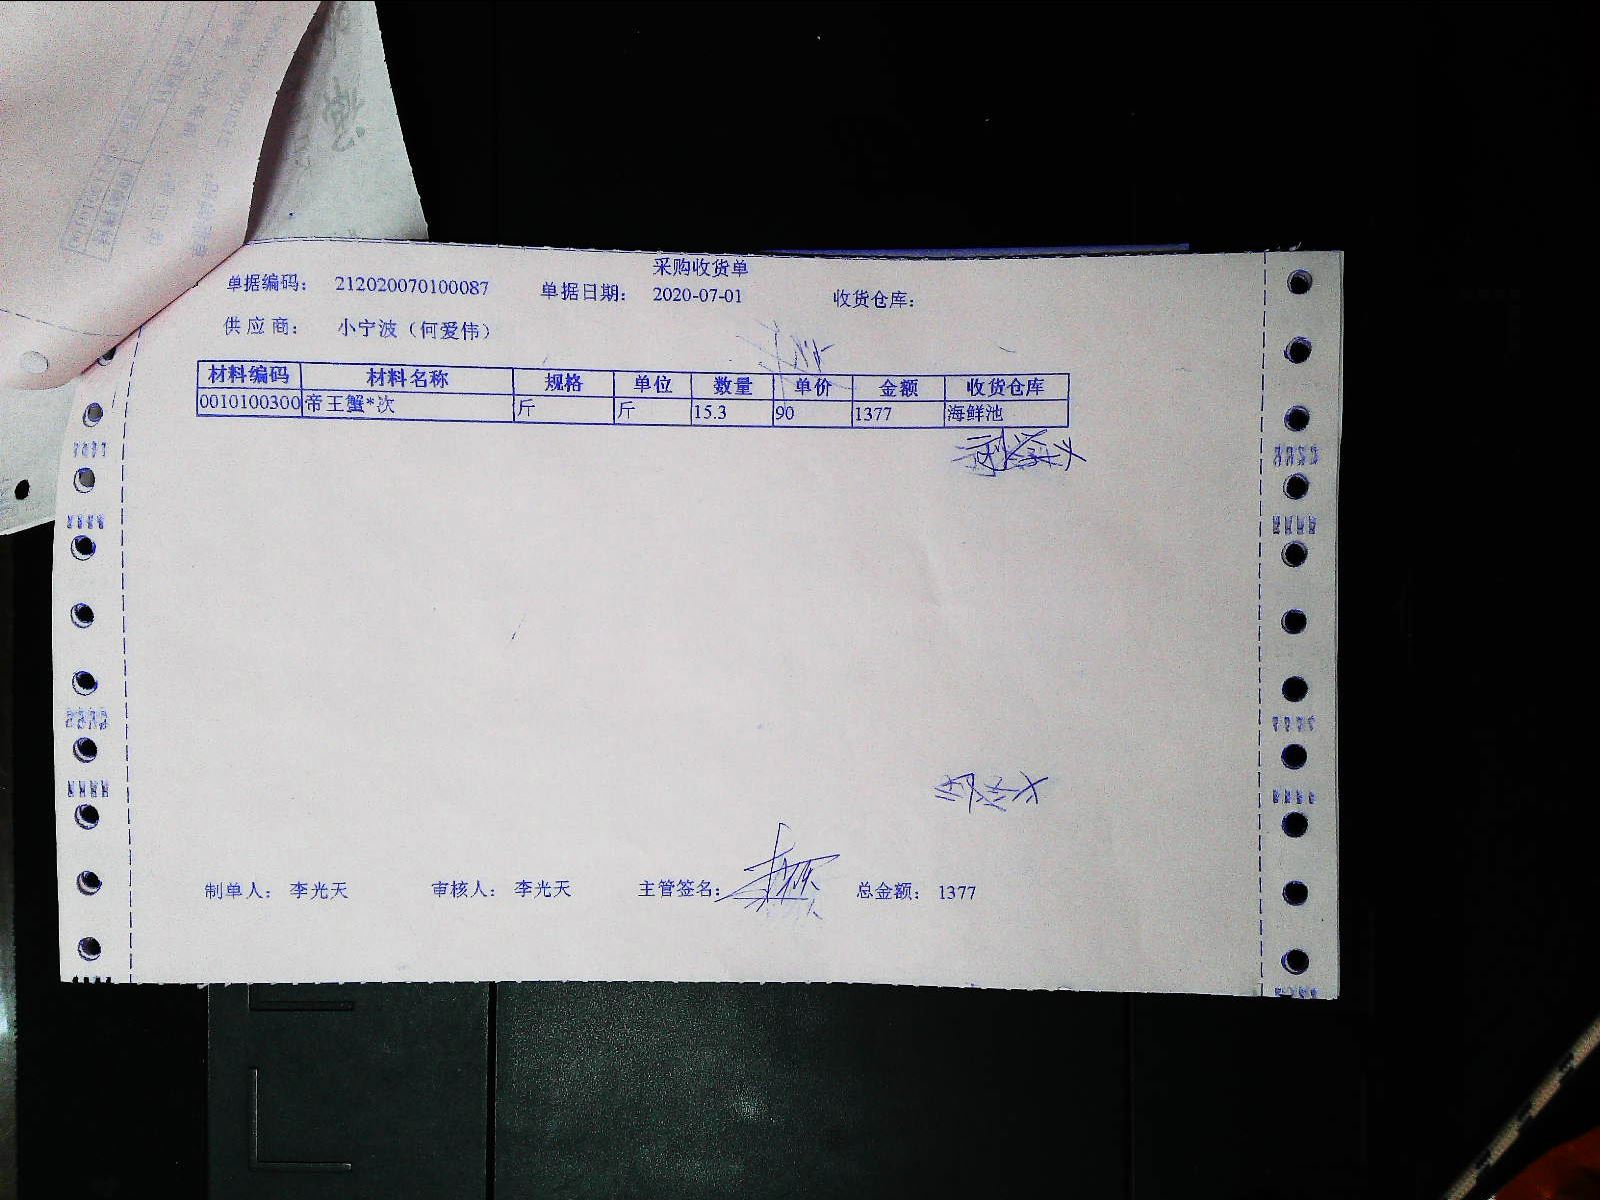 采购收货单
单据编码： 212020070100087 单据日期： 2020-07-01 收货仓库：
供应商： 小宁波（何爱伟）
材料编码 材料名称 规格 单位 数量 单价 金额 收货仓库
0010100300 帝王蟹*次 斤 斤 15.3 90 1377 海鲜池
制单人： 李光天 审核人： 李光天 主管签名： 总金额： 1377